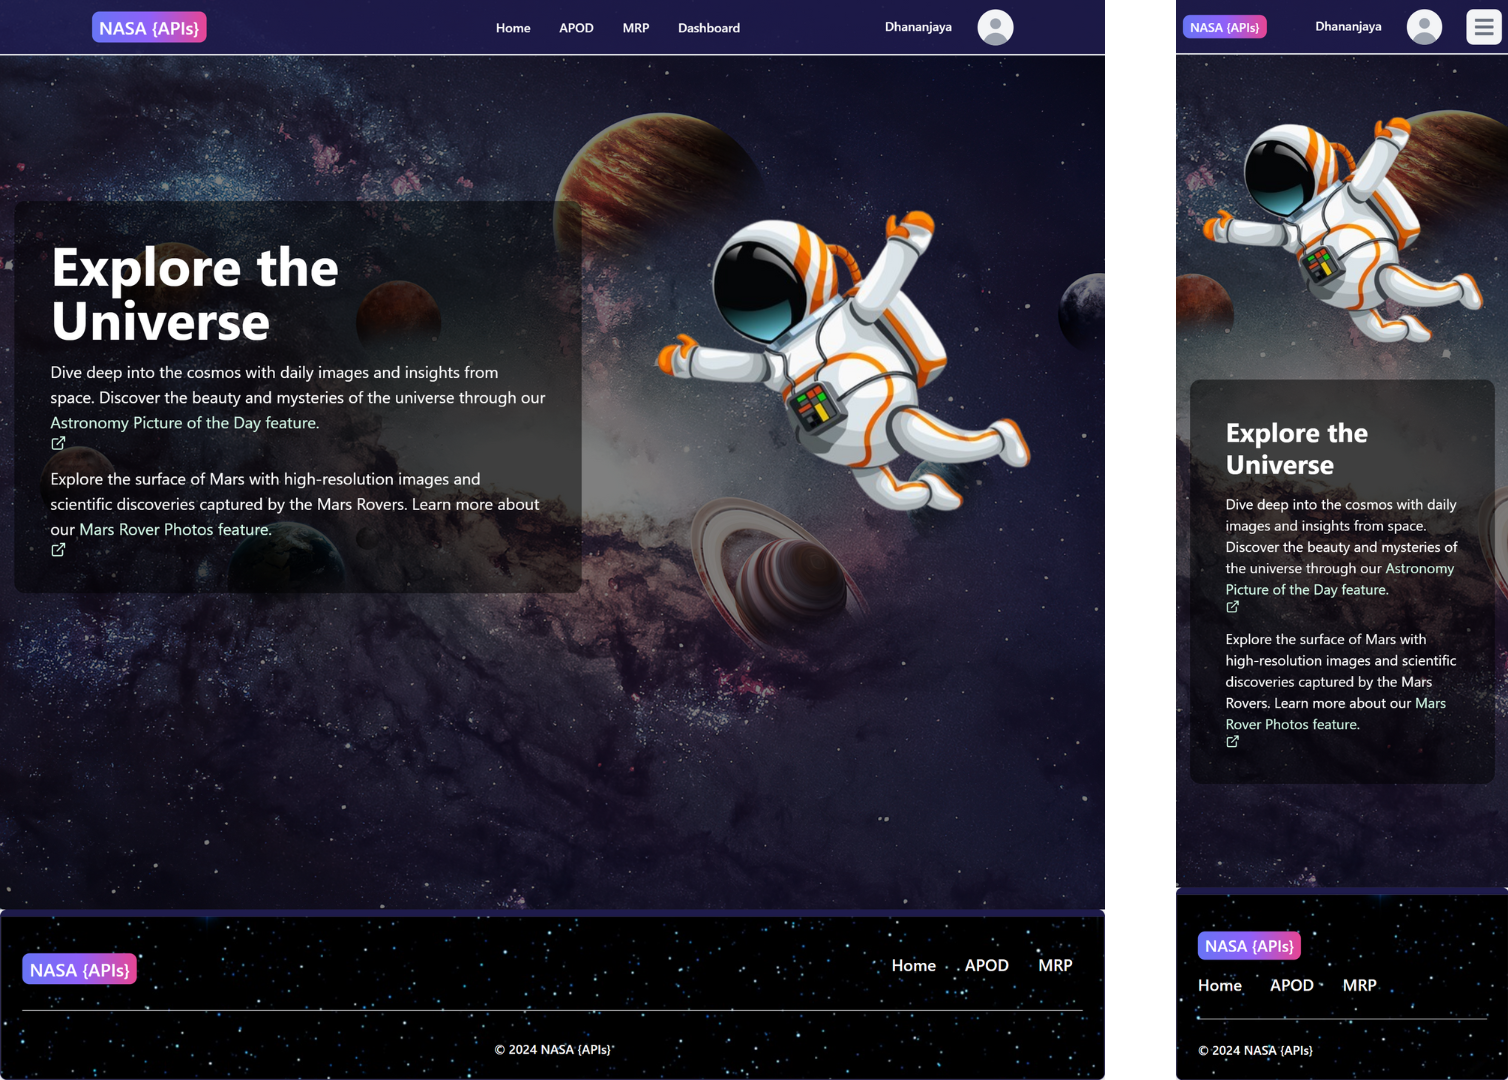 NASA {APIs}
Home APOD MRP Dashboard
Dhananjaya
Explore the
Universe
Dive deep into the cosmos with daily images and insights from
space. Discover the beauty and mysteries of the universe through our
Astronomy Picture of the Day feature.
Explore the surface of Mars with high-resolution images and
scientific discoveries captured by the Mars Rovers. Learn more about
our Mars Rover Photos feature.
NASA {APIs}
Home APOD MRP
© 2024 NASA {APIs}
NASA {APIs}
Dhananjaya
Explore the
Universe
Dive deep into the cosmos with daily
images and insights from space.
Discover the beauty and mysteries of
the universe through our Astronomy
Picture of the Day feature.
Explore the surface of Mars with
high-resolution images and scientific
discoveries captured by the Mars
Rovers. Learn more about our Mars
Rover Photos feature.
NASA {APIs}
Home APOD MRP
© 2024 NASA {APIs}